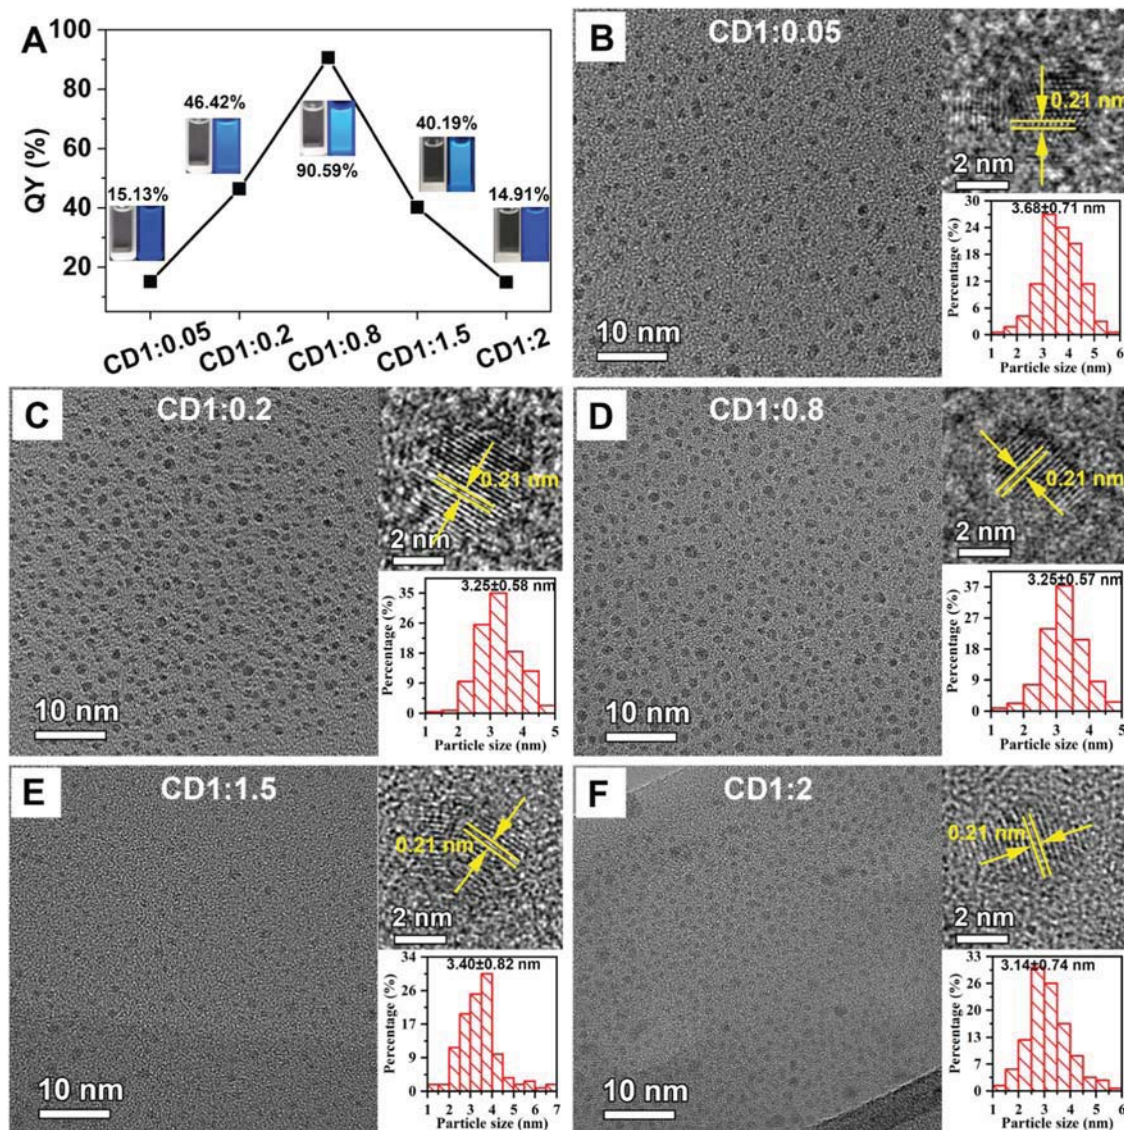 A
QY (%)
100
80
60
40
20
15.13%
46.42%
90.59%
40.19%
14.91%
CD1:0.05
CD1:0.2
CD1:0.8
CD1:1.5
CD1:2
B
CD1:0.05
10 nm
0.21 nm
2 nm
3.68±0.71 nm
Percentage (%)
30
24
18
12
6
0
1 2 3 4 5 6
Particle size (nm)
C
CD1:0.2
10 nm
0.21 nm
2 nm
3.25±0.58 nm
Percentage (%)
35
26
18
9
0
1 2 3 4 5
Particle size (nm)
D
CD1:0.8
10 nm
0.21 nm
2 nm
3.25±0.57 nm
Percentage (%)
37
28
18
9
0
1 2 3 4 5
Particle size (nm)
E
CD1:1.5
10 nm
0.21 nm
2 nm
3.40±0.82 nm
Percentage (%)
34
26
17
9
0
1 2 3 4 5 6 7
Particle size (nm)
F
CD1:2
10 nm
0.21 nm
2 nm
3.14±0.74 nm
Percentage (%)
33
26
20
13
7
0
1 2 3 4 5 6
Particle size (nm)